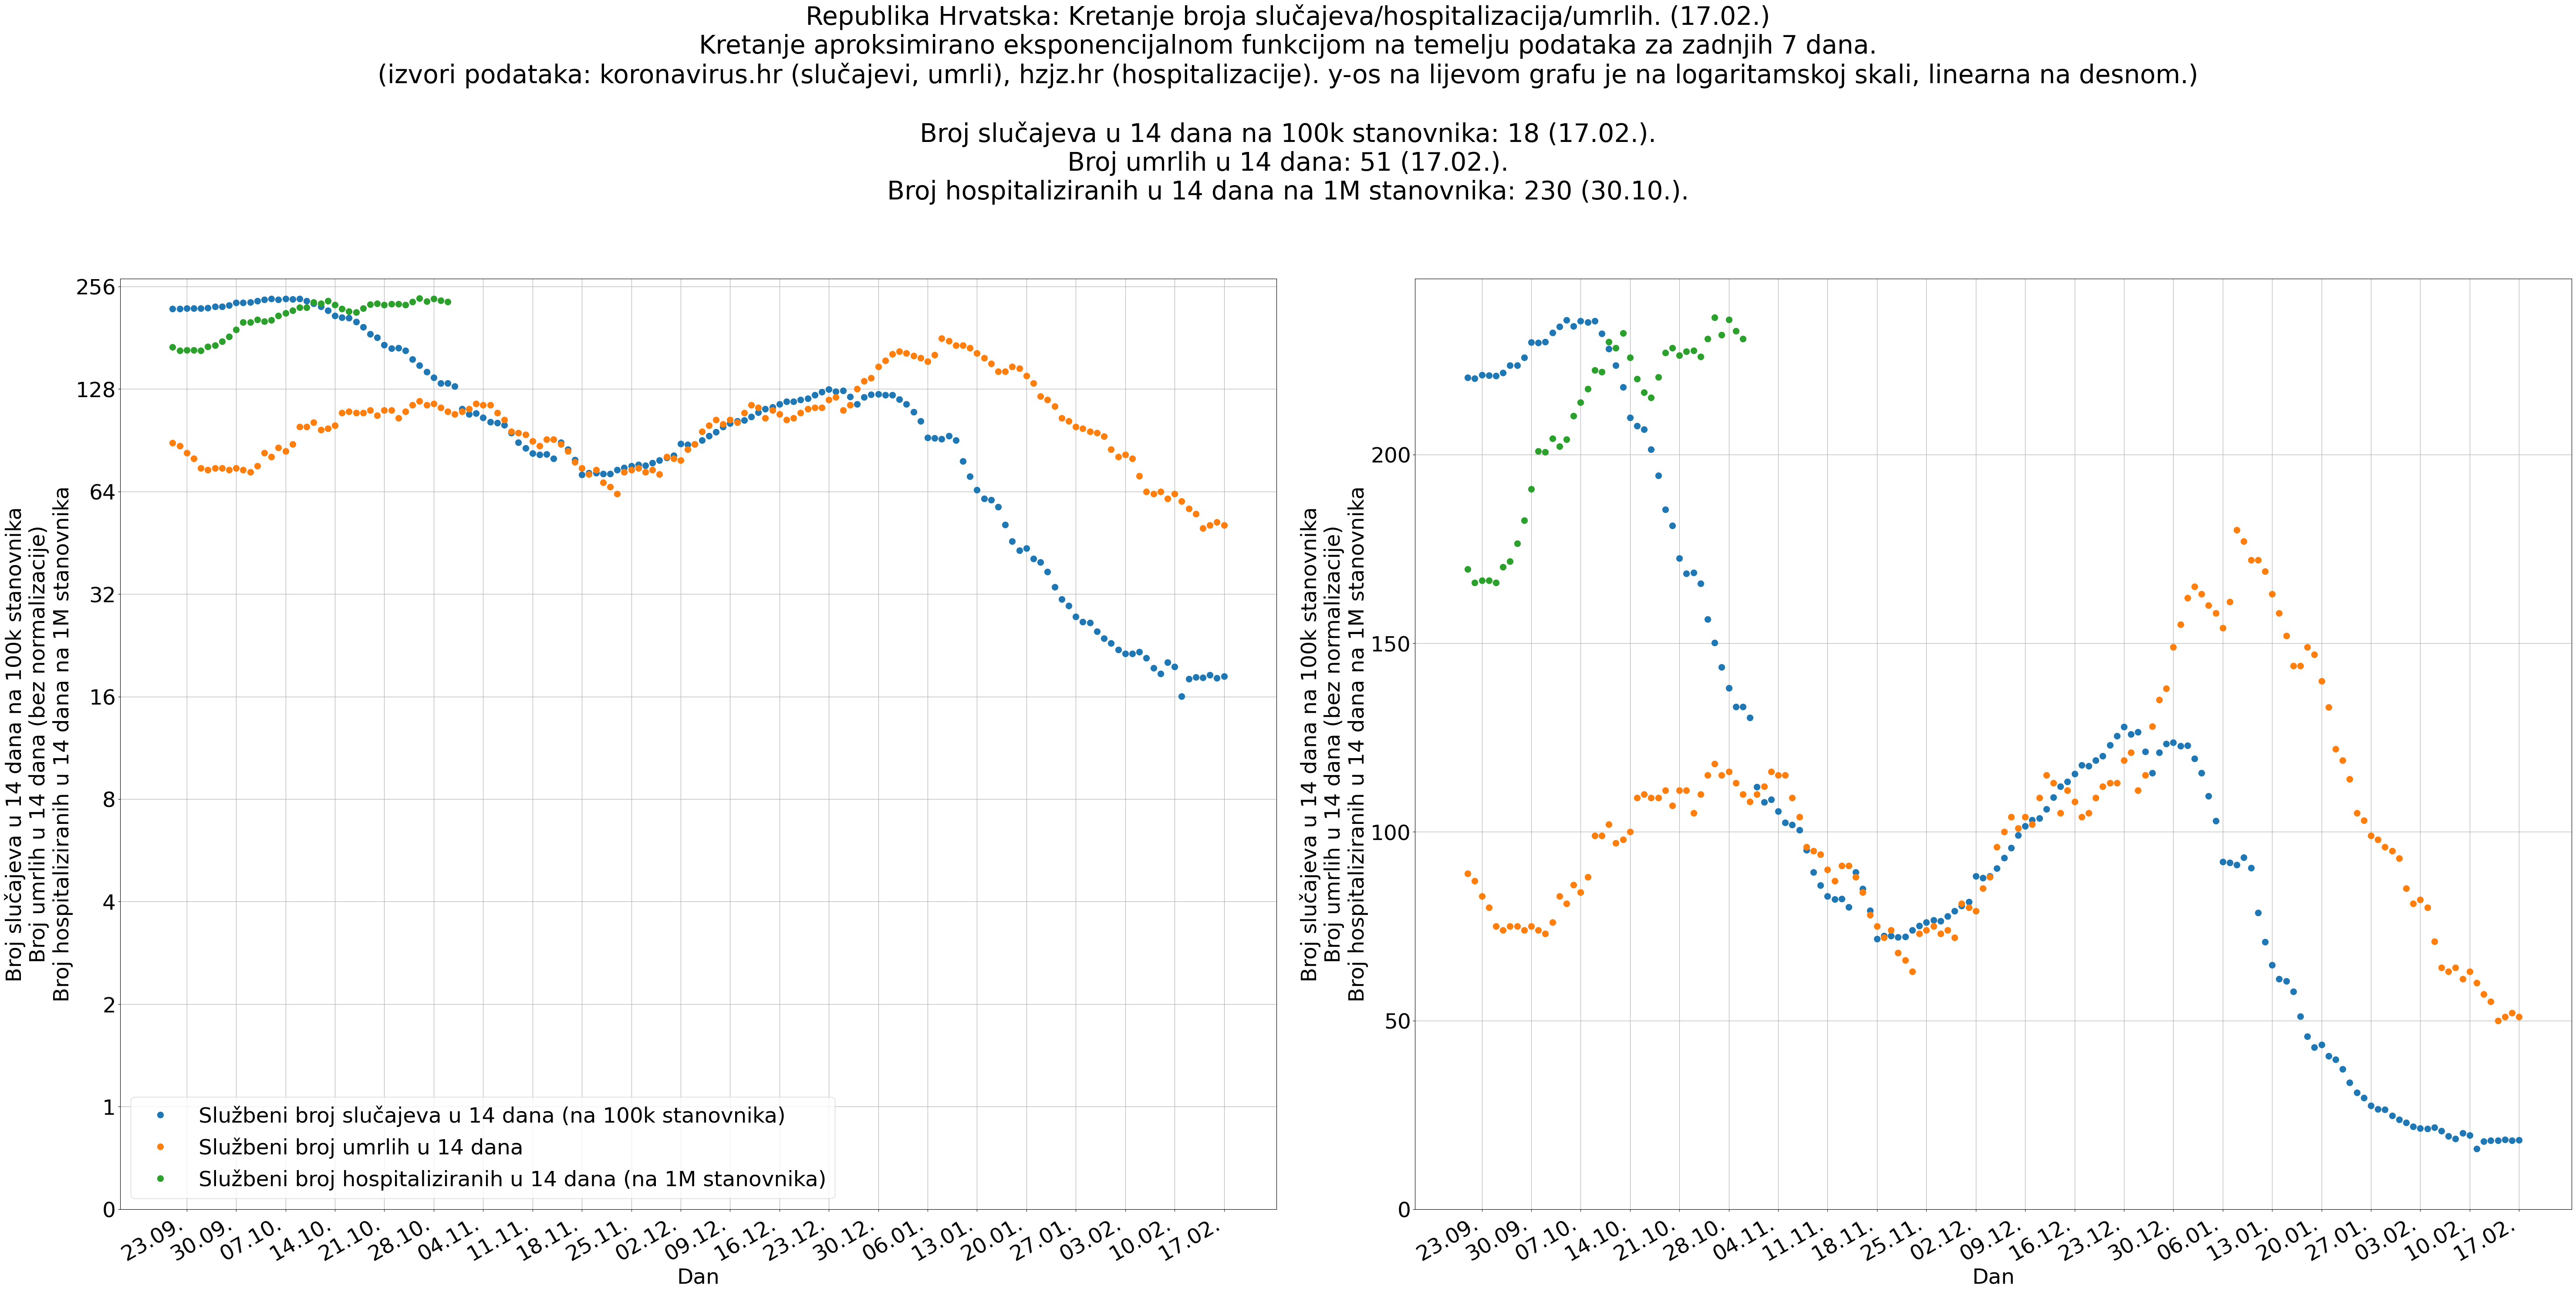 Republika Hrvatska: Kretanje broja slučajeva/hospitalizacija/umrlih. (17.02.)
Kretanje aproksimirano eksponencijalnom funkcijom na temelju podataka za zadnjih 7 dana.
(izvori podataka: koronavirus.hr (slučajevi, umrli), hzjz.hr (hospitalizacije). y-os na lijevom grafu je na logaritamskoj skali, linearna na desnom.)
Broj slučajeva u 14 dana na 100k stanovnika: 18 (17.02.).
Broj umrlih u 14 dana: 51 (17.02.).
Broj hospitaliziranih u 14 dana na 1M stanovnika: 230 (30.10.).
Broj slučajeva u 14 dana na 100k stanovnika
Broj umrlih u 14 dana (bez normalizacije)
Broj hospitaliziranih u 14 dana na 1M stanovnika
256
128
64
32
16
8
4
2
1
0
Službeni broj slučajeva u 14 dana (na 100k stanovnika)
Službeni broj umrlih u 14 dana
Službeni broj hospitaliziranih u 14 dana (na 1M stanovnika)
23.09. 30.09. 07.10. 14.10. 21.10. 28.10. 04.11. 11.11. 18.11. 25.11. 02.12. 09.12. 16.12. 23.12. 30.12. 06.01. 13.01. 20.01. 27.01. 03.02. 10.02. 17.02.
Dan
Broj slučajeva u 14 dana na 100k stanovnika
Broj umrlih u 14 dana (bez normalizacije)
Broj hospitaliziranih u 14 dana na 1M stanovnika
200
150
100
50
0
23.09. 30.09. 07.10. 14.10. 21.10. 28.10. 04.11. 11.11. 18.11. 25.11. 02.12. 09.12. 16.12. 23.12. 30.12. 06.01. 13.01. 20.01. 27.01. 03.02. 10.02. 17.02.
Dan